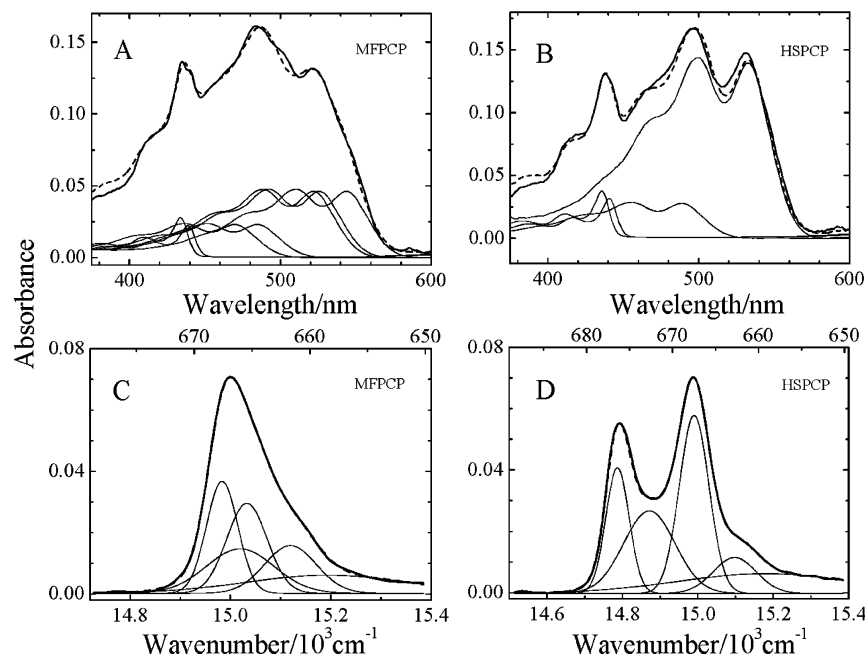 A MFPCP
B HSPCP
0.15
0.10
0.05
0.00
0.15
0.10
0.05
0.00
400 500 600
400 500 600
Wavelength/nm
Wavelength/nm
Absorbance
670 660 650
680 670 660 650
C MFPCP
D HSPCP
0.08
0.04
0.00
0.08
0.04
0.00
14.8 15.0 15.2 15.4
14.6 14.8 15.0 15.2 15.4
Wavenumber/10³cm⁻¹
Wavenumber/10³cm⁻¹